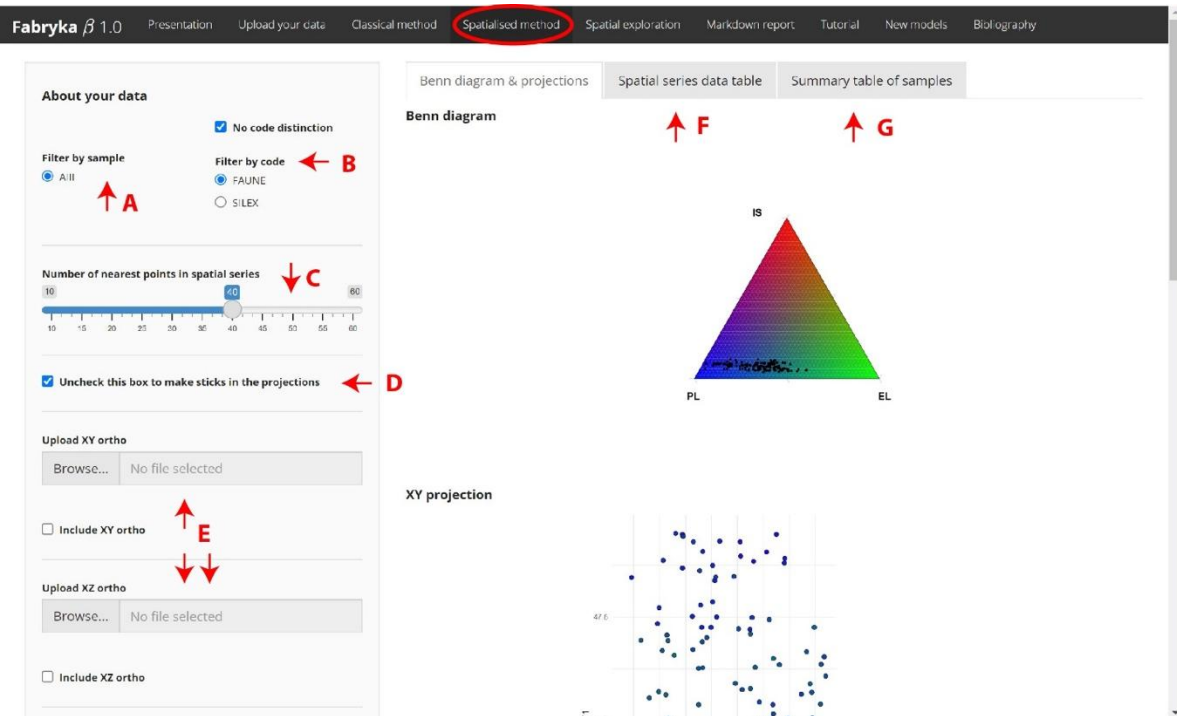 Fabryka β 1.0 Presentation Upload your data Classical method Spatialised method Spatial exploration Markdown report Tutorial New models Bibliography
About your data
No code distinction
Filter by sample
AIII
A
Filter by code
B
FAUNE
SILEX
Number of nearest points in spatial series
C
10 40 60
10 15 20 25 30 35 40 45 50 55 60
Uncheck this box to make sticks in the projections
D
Upload XY ortho
Browse... No file selected
E
Include XY ortho
Upload XZ ortho
Browse... No file selected
Include XZ ortho
Benn diagram & projections Spatial series data table Summary table of samples
F G
Benn diagram
IS
PL EL
XY projection
47.6